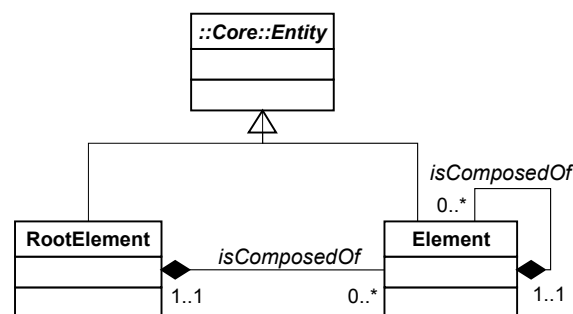 ::Core::Entity
isComposedOf
0..*
RootElement
Element
isComposedOf
1..1
0..*
1..1